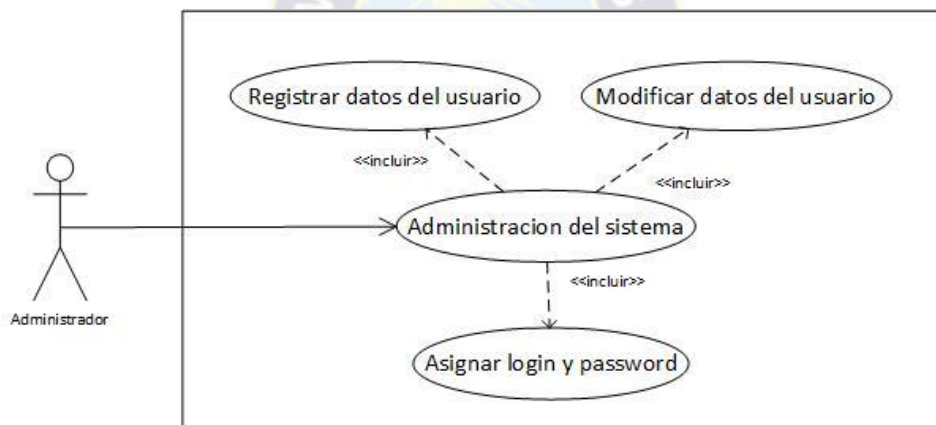 Registrar datos del usuario
Modificar datos del usuario
<<incluir>>
<<incluir>>
Administracion del sistema
<<incluir>>
Administrador
Asignar login y password